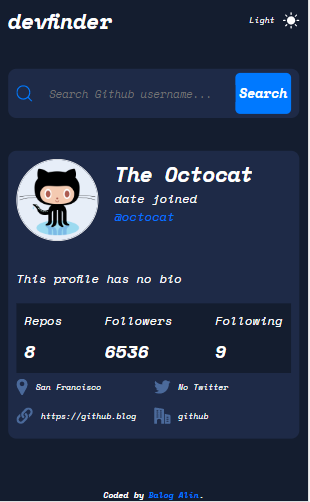 devfinder
Light
Search Github username...
Search
The Octocat
date joined
@octocat
This profile has no bio
Repos Followers Following
8 6536 9
San Francisco No Twitter
https://github.blog github
Coded by Balog Alin.